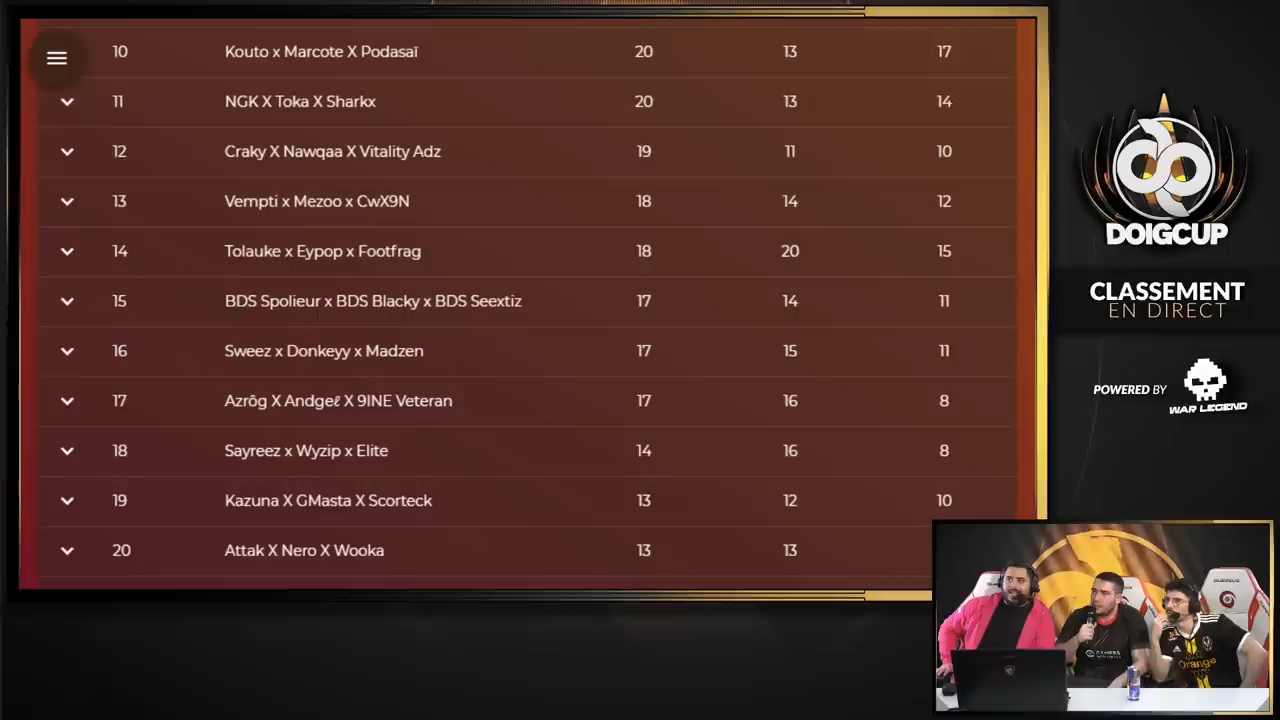 10 Kouto x Marcote X Podasaï 20 13 17
11 NGK X Toka X Sharkx 20 13 14
12 Craky X Nawqaa X Vitality Adz 19 11 10
13 Vempti x Mezoo x CwX9N 18 14 12
14 Tolauke x Eypop x Footfrag 18 20 15
15 BDS Spolieur x BDS Blacky x BDS Seextiz 17 14 11
16 Sweez x Donkeyy x Madzen 17 15 11
17 Azrôg X Andgeℓ X 9INE Veteran 17 16 8
18 Sayreez x Wyzip x Elite 14 16 8
19 Kazuna X GMasta X Scorteck 13 12 10
20 Attak X Nero X Wooka 13 13
DOIGCUP
CLASSEMENT
EN DIRECT
POWERED BY
WAR LEGEND
GAMERS
Orange